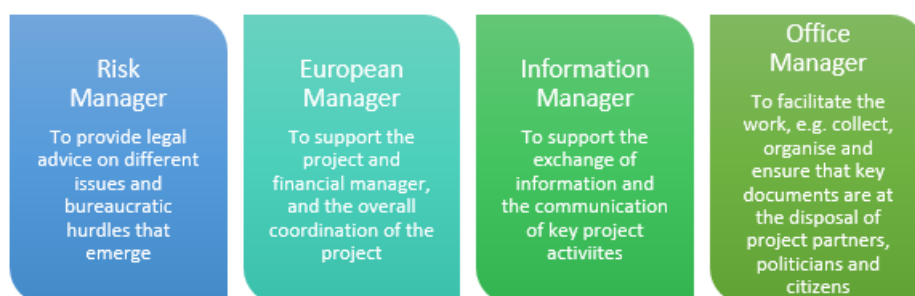 Risk
Manager
To provide legal
advice on different
issues and
bureaucratic
hurdles that
emerge
European
Manager
To support the
project and
financial manager,
and the overall
coordination of the
project
Information
Manager
To support the
exchange of
information and
the communication
of key project
activiites
Office
Manager
To facilitate the
work, e.g. collect,
organise and
ensure that key
documents are at
the disposal of
project partners,
politicians and
citizens